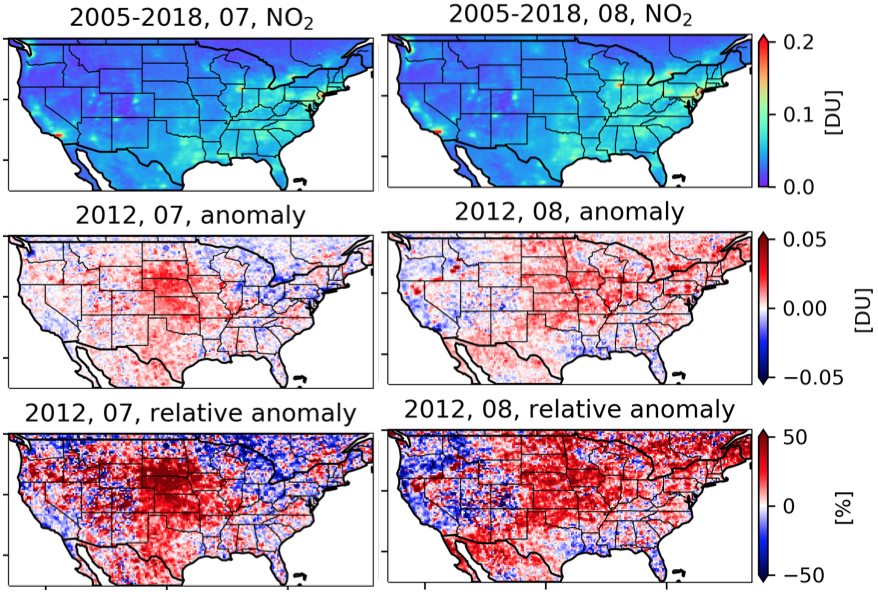 2005-2018, 07, NO₂
2005-2018, 08, NO₂
0.2
0.1
0.0
[DU]
2012, 07, anomaly
2012, 08, anomaly
0.05
0.00
−0.05
[DU]
2012, 07, relative anomaly
2012, 08, relative anomaly
50
0
−50
[%]